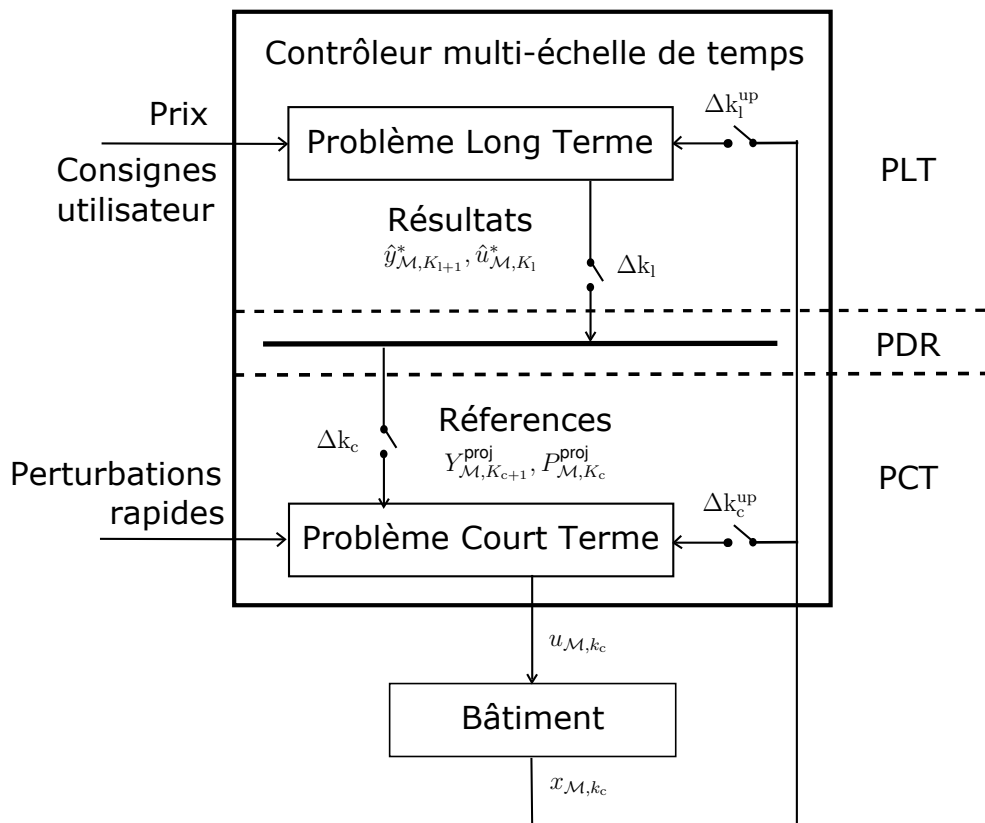 Contrôleur multi-échelle de temps
Prix
Δk_l^up
Problème Long Terme
Consignes
utilisateur
PLT
Résultats
ŷ*_{ℳ,K_{l+1}}, û*_{ℳ,K_l}
Δk_l
PDR
Δk_c
Réferences
Y^proj_{ℳ,K_{c+1}}, P^proj_{ℳ,K_c}
Perturbations
rapides
PCT
Δk_c^up
Problème Court Terme
u_{ℳ,k_c}
Bâtiment
x_{ℳ,k_c}